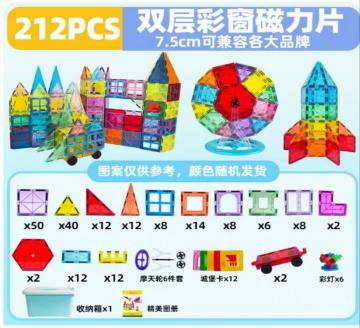 212PCS
双层彩窗磁力片
7.5cm可兼容各大品牌
图案仅供参考，颜色随机发货
x50 x40 x12 x12 x8 x14 x8 x6 x8 x2
x2 x12 x12 摩天轮6件套 城堡卡x12 x2 彩灯x6
收纳箱x1 精美图册